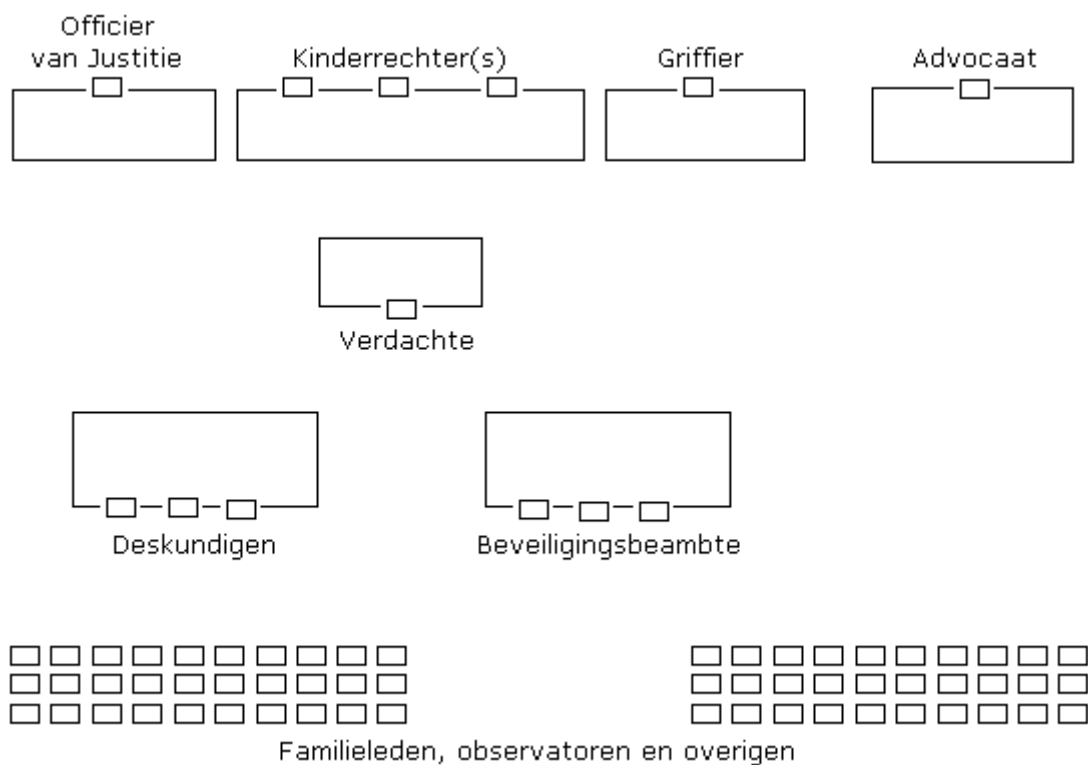 Officier
van Justitie
Kinderrechter(s)
Griffier
Advocaat
Verdachte
Deskundigen
Beveiligingsbeambte
Familieleden, observatoren en overigen